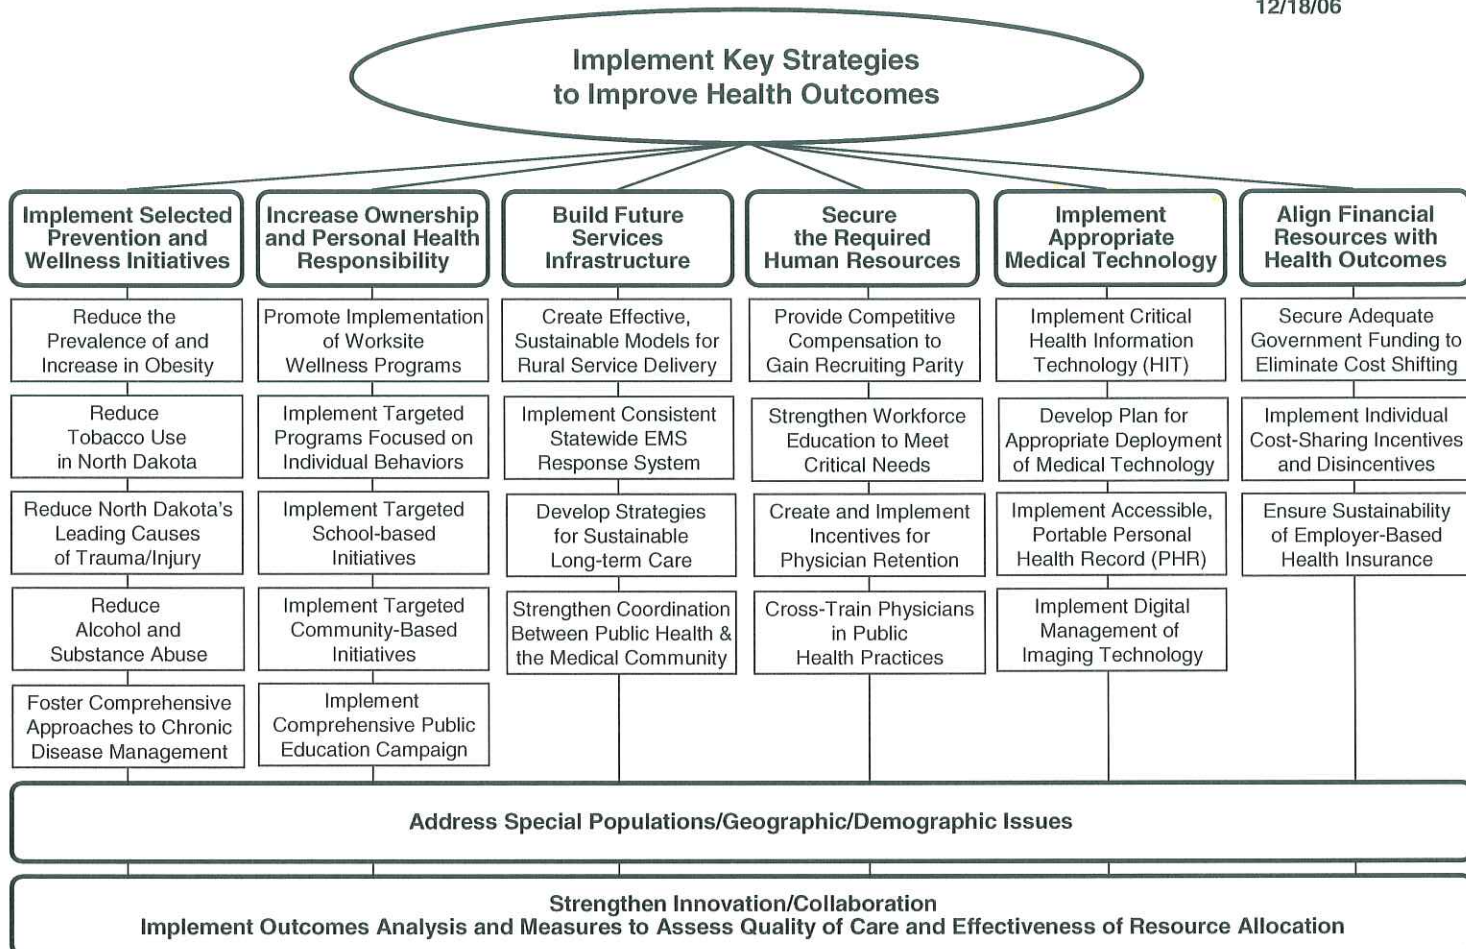 12/18/06
Implement Key Strategies
to Improve Health Outcomes
Implement Selected
Prevention and
Wellness Initiatives
Reduce the
Prevalence of and
Increase in Obesity
Reduce
Tobacco Use
in North Dakota
Reduce North Dakota's
Leading Causes
of Trauma/Injury
Reduce
Alcohol and
Substance Abuse
Foster Comprehensive
Approaches to Chronic
Disease Management
Increase Ownership
and Personal Health
Responsibility
Promote Implementation
of Worksite
Wellness Programs
Implement Targeted
Programs Focused on
Individual Behaviors
Implement Targeted
School-based
Initiatives
Implement Targeted
Community-Based
Initiatives
Implement
Comprehensive Public
Education Campaign
Build Future
Services
Infrastructure
Create Effective,
Sustainable Models for
Rural Service Delivery
Implement Consistent
Statewide EMS
Response System
Develop Strategies
for Sustainable
Long-term Care
Strengthen Coordination
Between Public Health &
the Medical Community
Secure
the Required
Human Resources
Provide Competitive
Compensation to
Gain Recruiting Parity
Strengthen Workforce
Education to Meet
Critical Needs
Create and Implement
Incentives for
Physician Retention
Cross-Train Physicians
in Public
Health Practices
Implement
Appropriate
Medical Technology
Implement Critical
Health Information
Technology (HIT)
Develop Plan for
Appropriate Deployment
of Medical Technology
Implement Accessible,
Portable Personal
Health Record (PHR)
Implement Digital
Management of
Imaging Technology
Align Financial
Resources with
Health Outcomes
Secure Adequate
Government Funding to
Eliminate Cost Shifting
Implement Individual
Cost-Sharing Incentives
and Disincentives
Ensure Sustainability
of Employer-Based
Health Insurance
Address Special Populations/Geographic/Demographic Issues
Strengthen Innovation/Collaboration
Implement Outcomes Analysis and Measures to Assess Quality of Care and Effectiveness of Resource Allocation